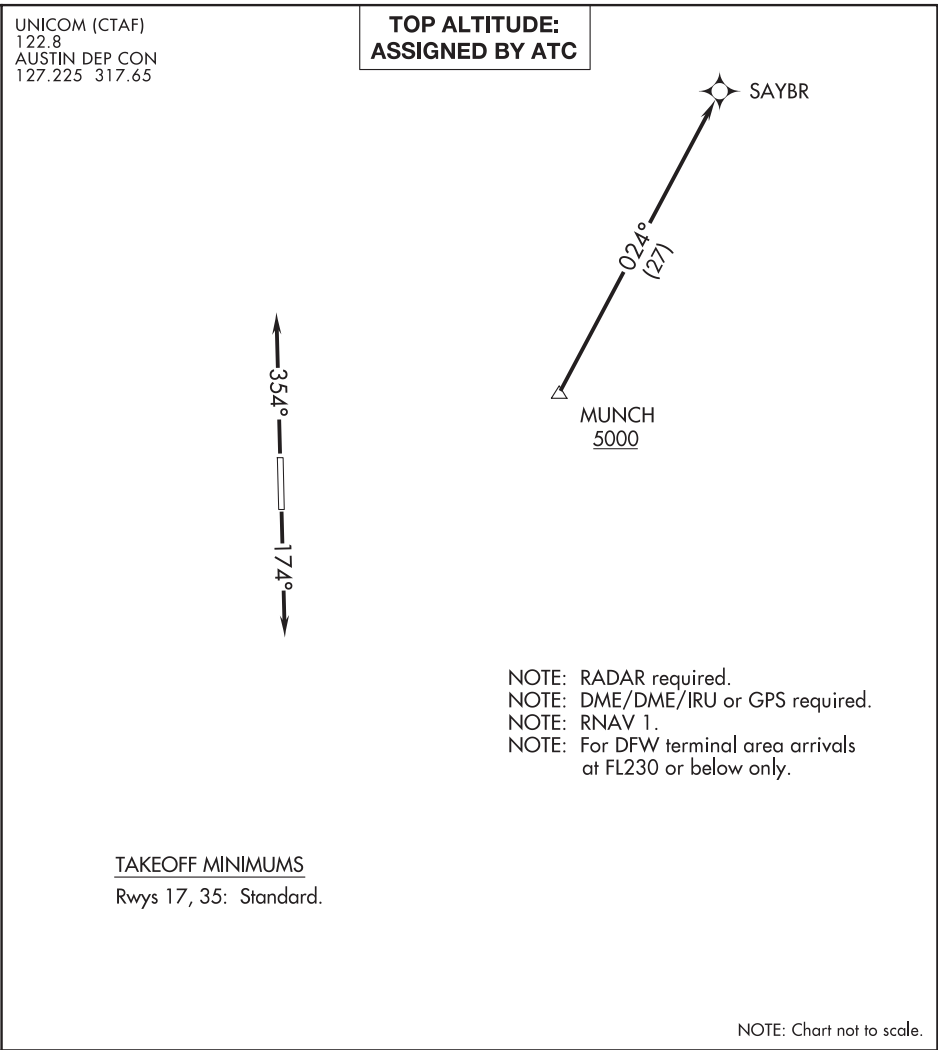 UNICOM (CTAF)
122.8
AUSTIN DEP CON
127.225 317.65
TOP ALTITUDE:
ASSIGNED BY ATC
SAYBR
024°
(27)
354°
MUNCH
5000
174°
NOTE: RADAR required.
NOTE: DME/DME/IRU or GPS required.
NOTE: RNAV 1.
NOTE: For DFW terminal area arrivals
at FL230 or below only.
TAKEOFF MINIMUMS
Rwys 17, 35: Standard.
NOTE: Chart not to scale.